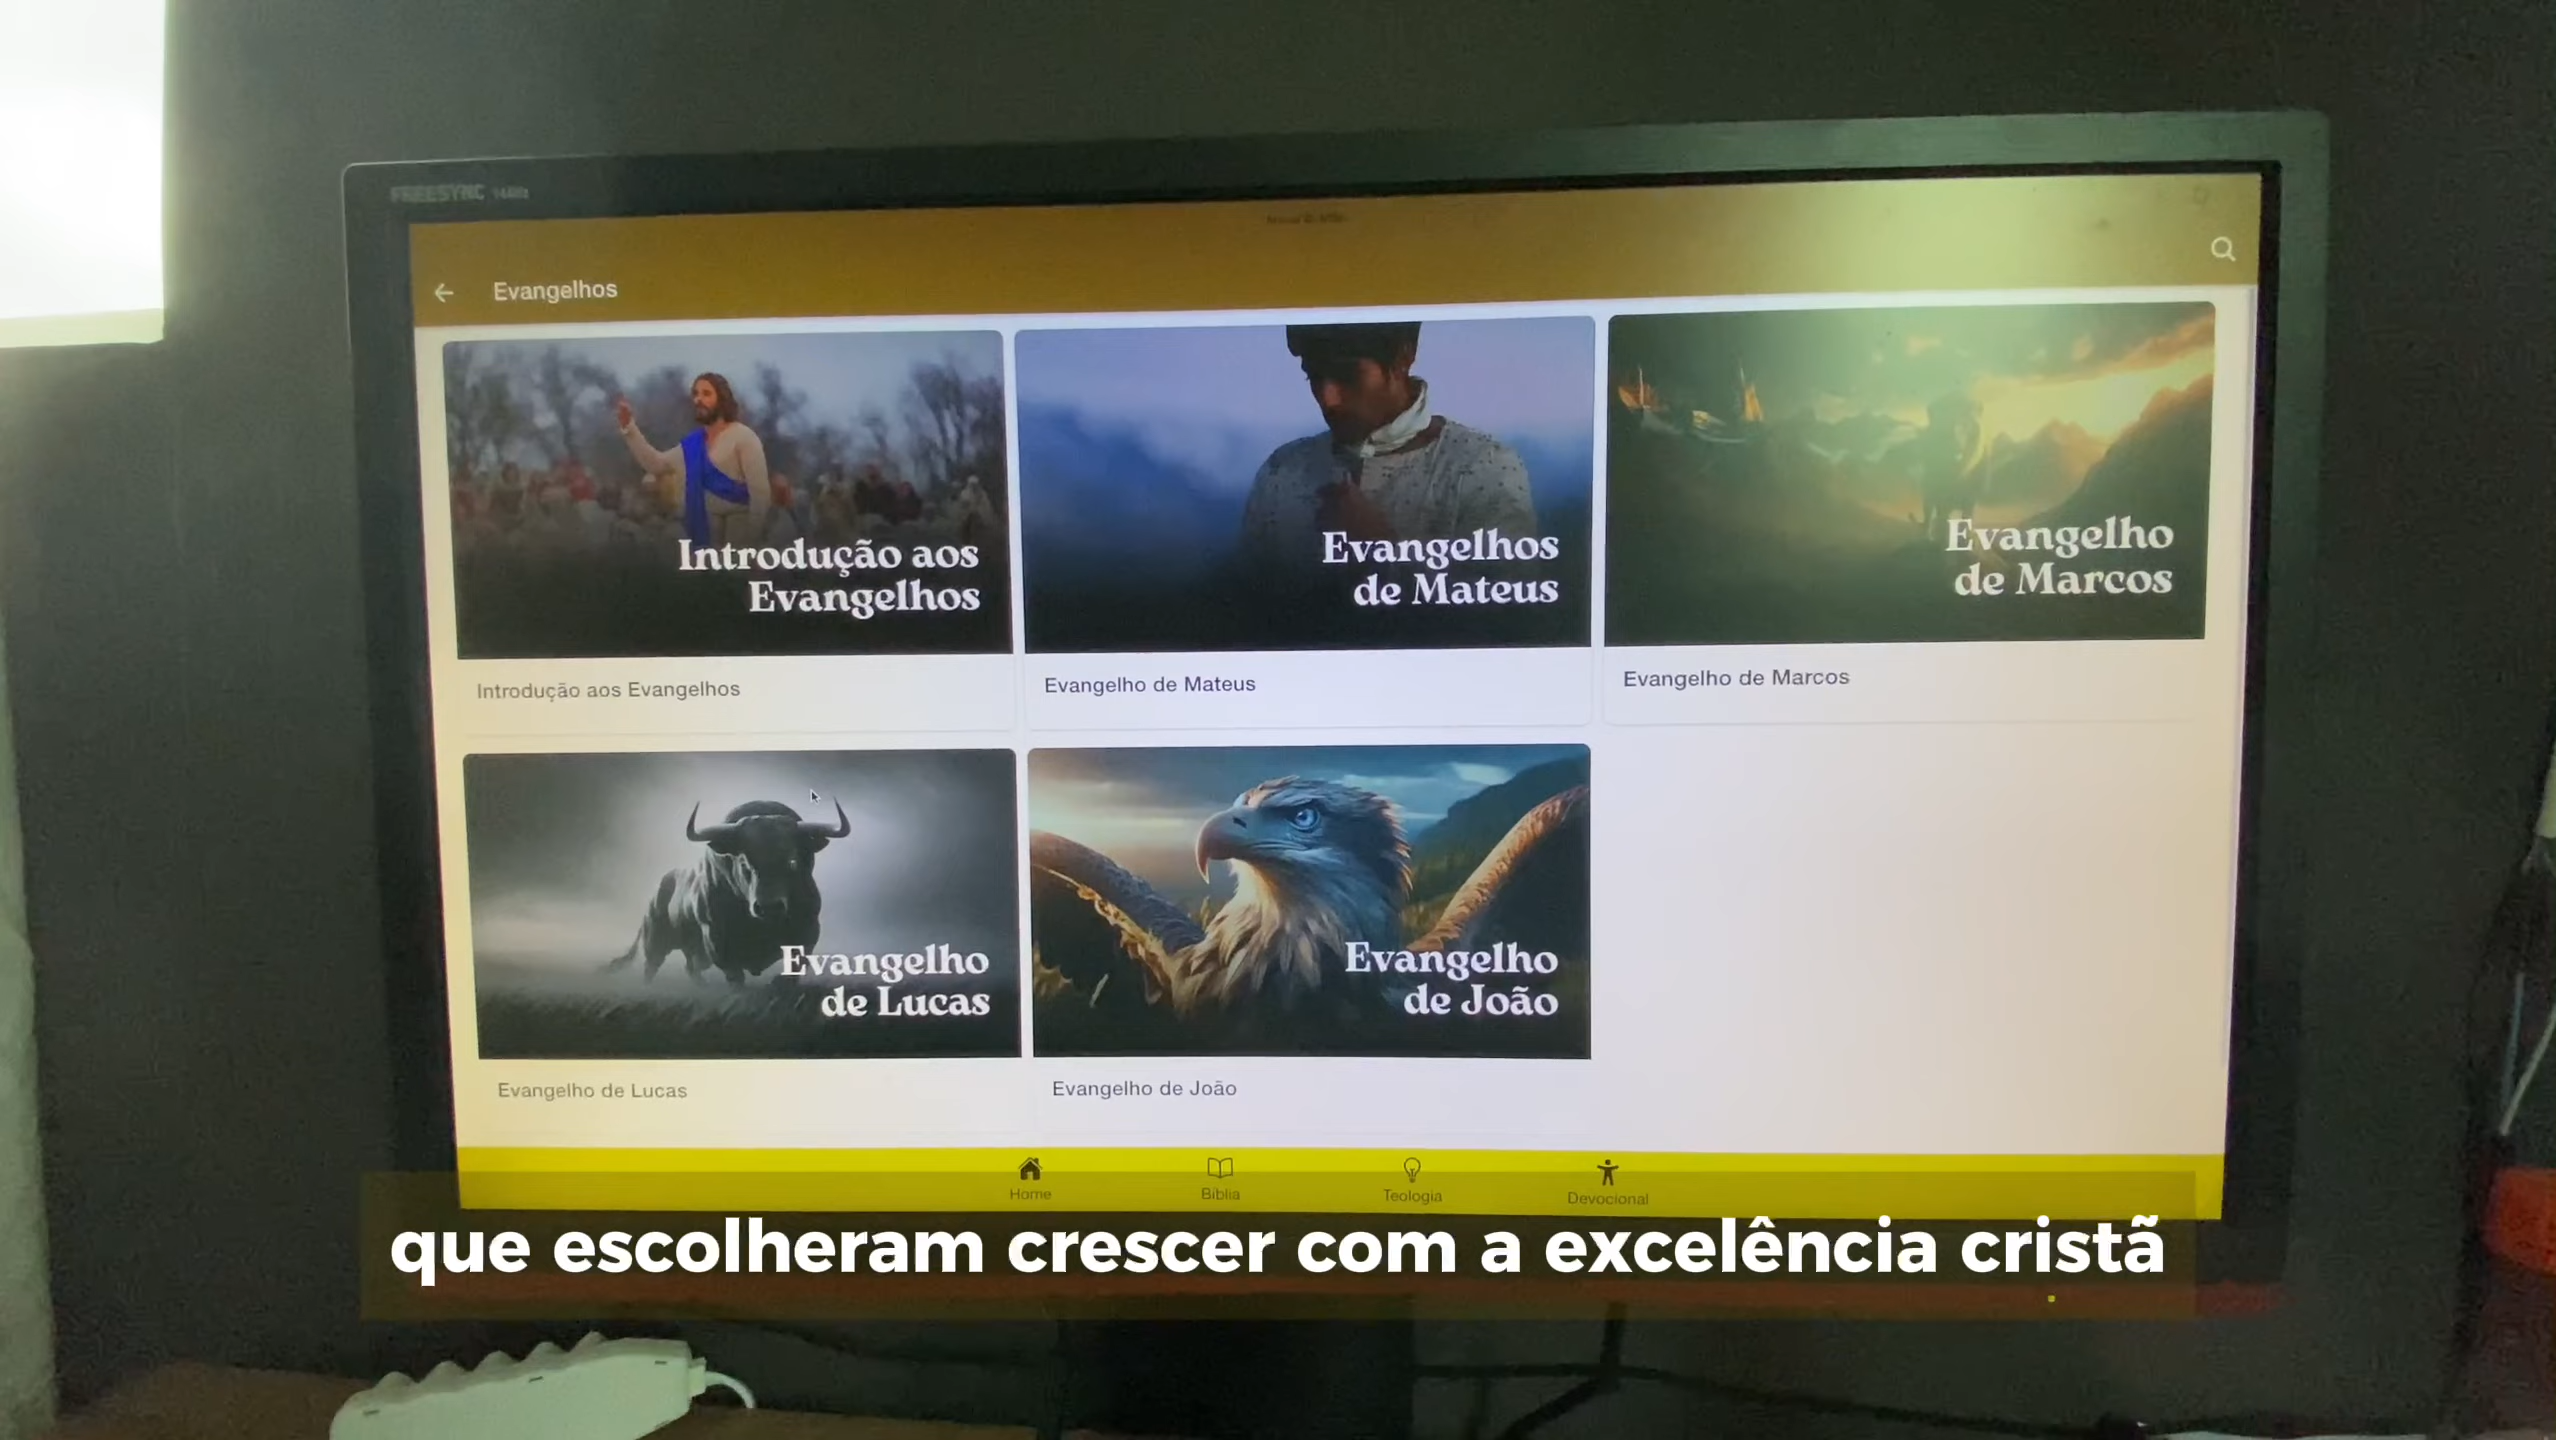 FREESYNC 144Hz
Evangelhos
Introdução aos
Evangelhos
Evangelhos
de Mateus
Evangelho
de Marcos
Introdução aos Evangelhos
Evangelho de Mateus
Evangelho de Marcos
Evangelho
de Lucas
Evangelho
de João
Evangelho de Lucas
Evangelho de João
Home
Bíblia
Teologia
Devocional
que escolheram crescer com a excelência cristã